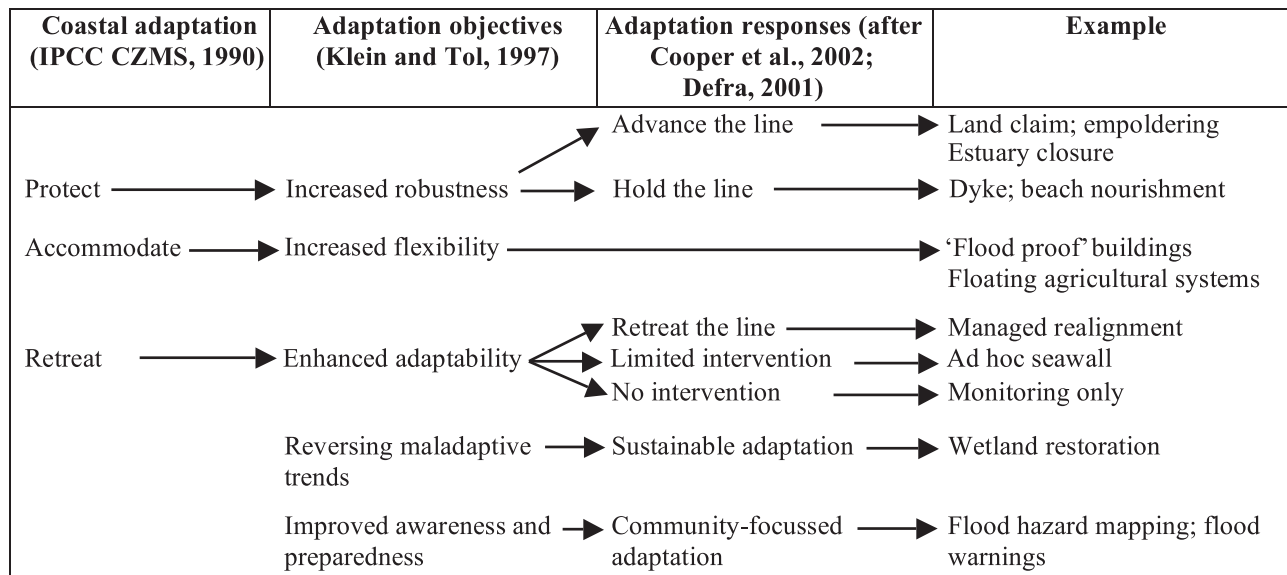 Coastal adaptation
(IPCC CZMS, 1990)
Adaptation objectives
(Klein and Tol, 1997)
Adaptation responses (after
Cooper et al., 2002;
Defra, 2001)
Example
Advance the line
Land claim; empoldering
Estuary closure
Protect
Increased robustness
Hold the line
Dyke; beach nourishment
Accommodate
Increased flexibility
‘Flood proof’ buildings
Floating agricultural systems
Retreat the line
Managed realignment
Retreat
Enhanced adaptability
Limited intervention
Ad hoc seawall
No intervention
Monitoring only
Reversing maladaptive
trends
Sustainable adaptation
Wetland restoration
Improved awareness and
preparedness
Community-focussed
adaptation
Flood hazard mapping; flood
warnings